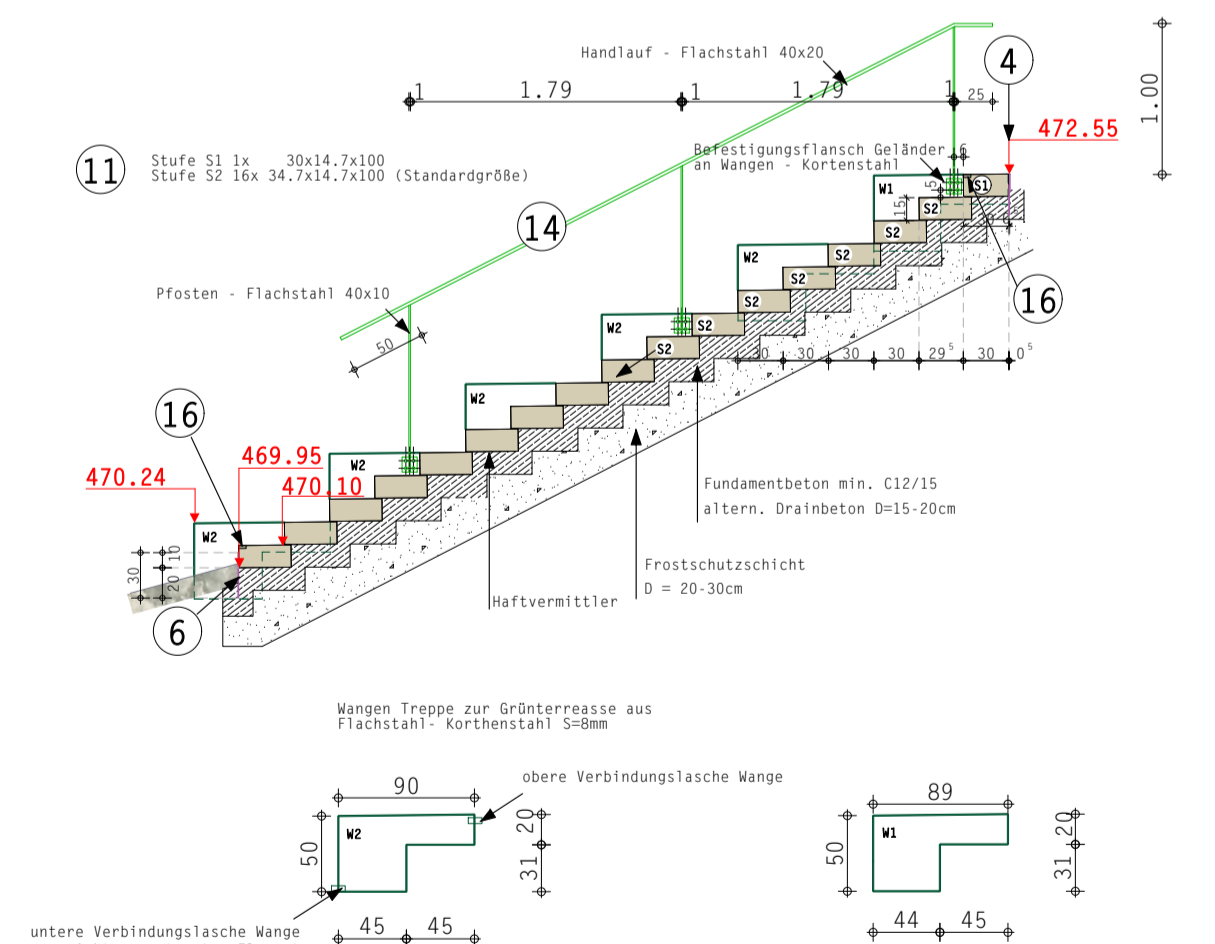 Handlauf - Flachstahl 40x20
4
1 1.79 1 1.79 1 25
1.00
472.55
11
Stufe S1 1x 30x14.7x100
Stufe S2 16x 34.7x14.7x100 (Standardgröße)
Befestigungsflansch Geländer 6
an Wangen - Kortenstahl
W1
S1
5
15
S2
14
S2
W2
S2
S2
16
Pfosten - Flachstahl 40x10
S2
W2
S2
50
S2
30 30 30 30 29⁵ 30 0⁵
W2
16
469.95
W2
470.24
470.10
Fundamentbeton min. C12/15
altern. Drainbeton D=15-20cm
W2
10
30
20
Frostschutzschicht
D = 20-30cm
Haftvermittler
6
Wangen Treppe zur Grünterreasse aus
Flachstahl- Korthenstahl S=8mm
obere Verbindungslasche Wange
90
89
W2
W1
50
20
31
50
20
31
untere Verbindungslasche Wange
45 45
44 45